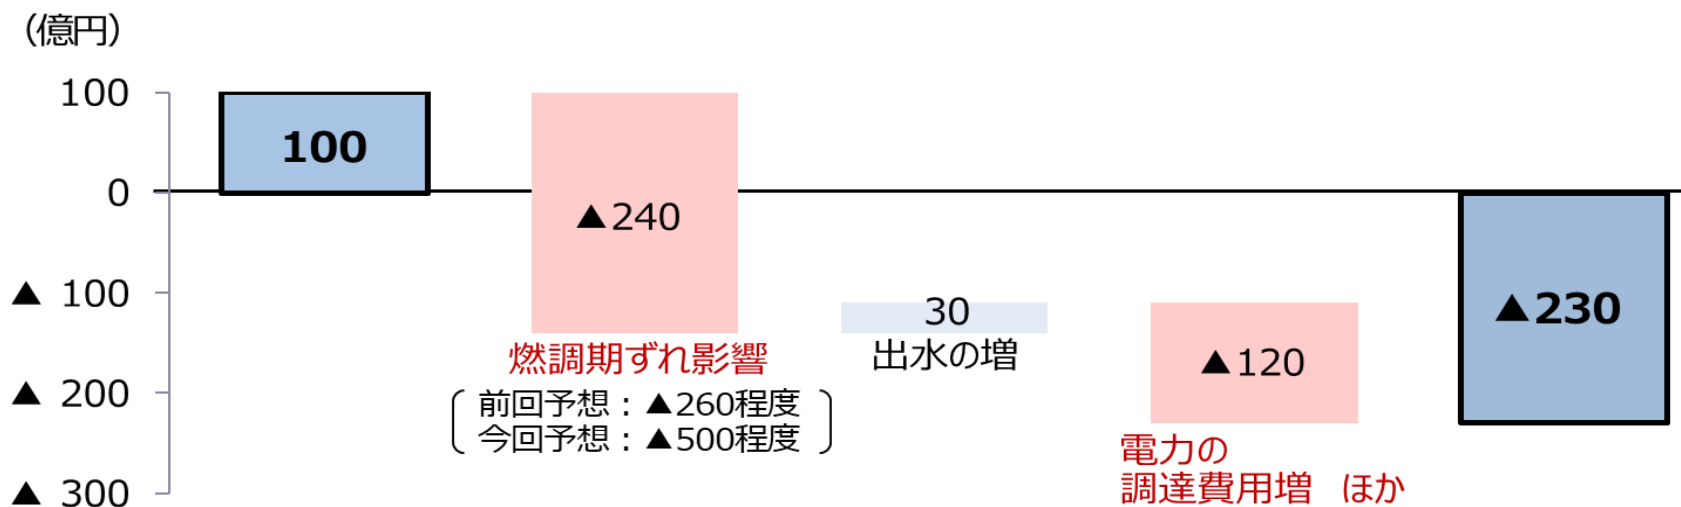 （億円）
100
0
▲ 100
▲ 200
▲ 300
100
▲240
燃調期ずれ影響
前回予想：▲260程度
今回予想：▲500程度
30
出水の増
▲120
電力の
調達費用増　ほか
▲230